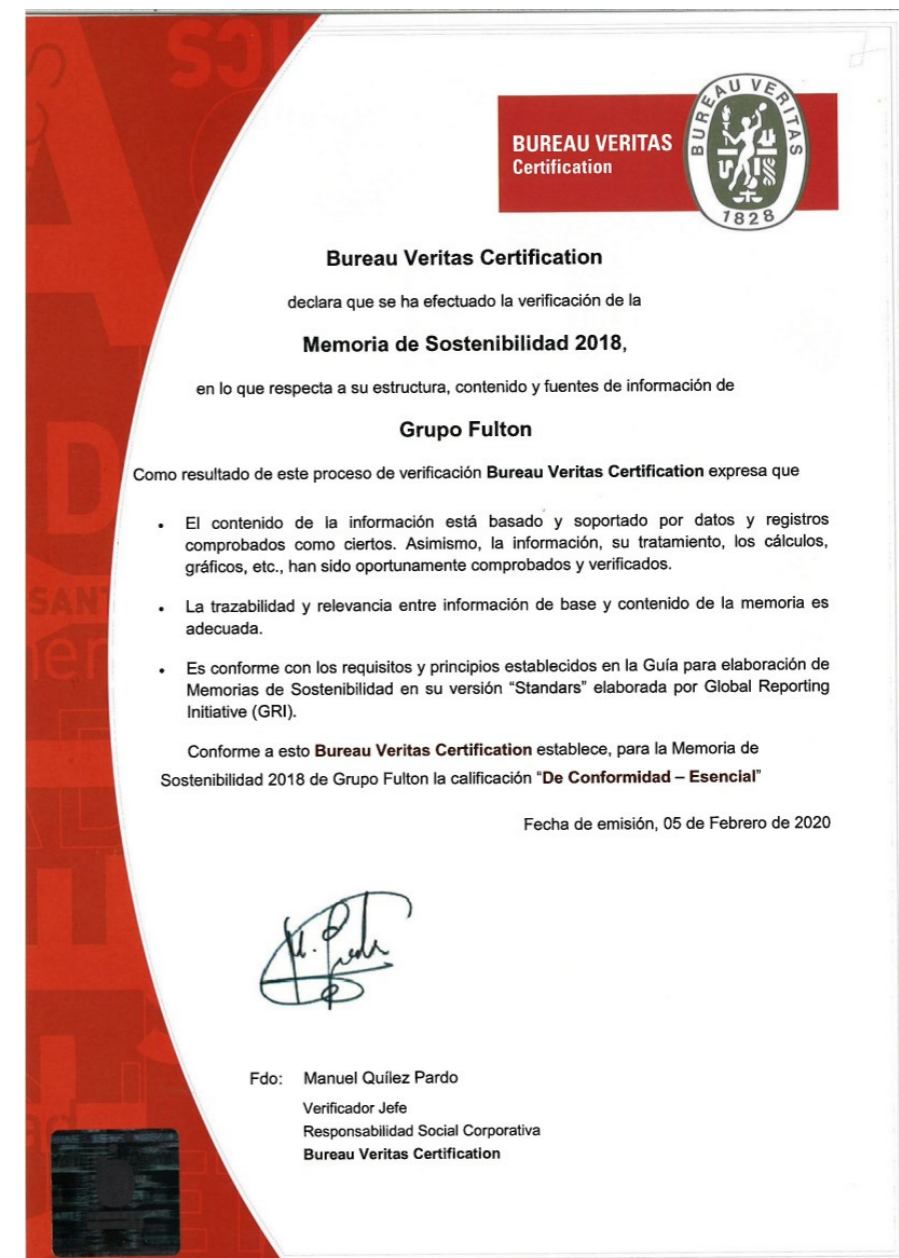 BUREAU VERITAS
Certification
BUREAU VERITAS
1828
Bureau Veritas Certification
declara que se ha efectuado la verificación de la
Memoria de Sostenibilidad 2018,
en lo que respecta a su estructura, contenido y fuentes de información de
Grupo Fulton
Como resultado de este proceso de verificación Bureau Veritas Certification expresa que
• El contenido de la información está basado y soportado por datos y registros
comprobados como ciertos. Asimismo, la información, su tratamiento, los cálculos,
gráficos, etc., han sido oportunamente comprobados y verificados.
• La trazabilidad y relevancia entre información de base y contenido de la memoria es
adecuada.
• Es conforme con los requisitos y principios establecidos en la Guía para elaboración de
Memorias de Sostenibilidad en su versión “Standars” elaborada por Global Reporting
Initiative (GRI).
Conforme a esto Bureau Veritas Certification establece, para la Memoria de
Sostenibilidad 2018 de Grupo Fulton la calificación “De Conformidad – Esencial”
Fecha de emisión, 05 de Febrero de 2020
Fdo: Manuel Quílez Pardo
Verificador Jefe
Responsabilidad Social Corporativa
Bureau Veritas Certification